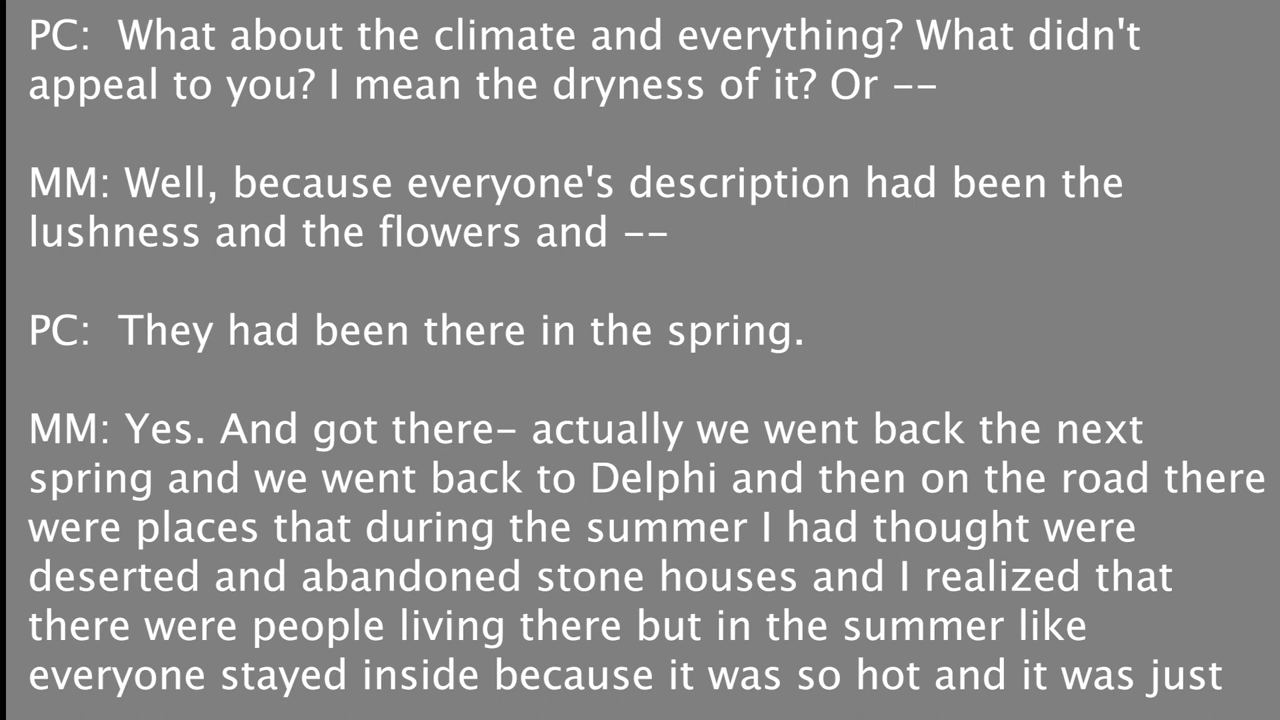 PC:  What about the climate and everything? What didn't
appeal to you? I mean the dryness of it? Or --
MM: Well, because everyone's description had been the
lushness and the flowers and --
PC:  They had been there in the spring.
MM: Yes. And got there- actually we went back the next
spring and we went back to Delphi and then on the road there
were places that during the summer I had thought were
deserted and abandoned stone houses and I realized that
there were people living there but in the summer like
everyone stayed inside because it was so hot and it was just